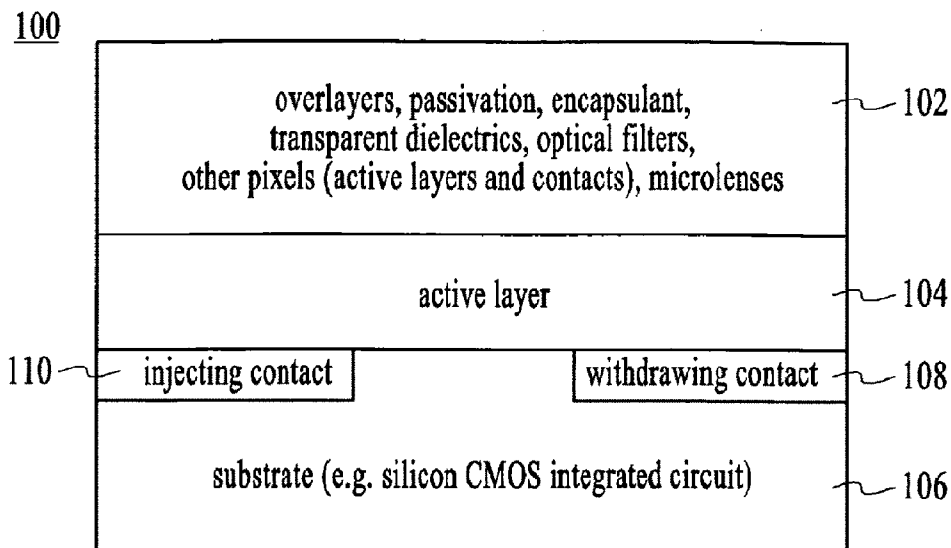 100
overlayers, passivation, encapsulant,
transparent dielectrics, optical filters,
other pixels (active layers and contacts), microlenses
102
active layer
104
110
injecting contact
withdrawing contact
108
substrate (e.g. silicon CMOS integrated circuit)
106